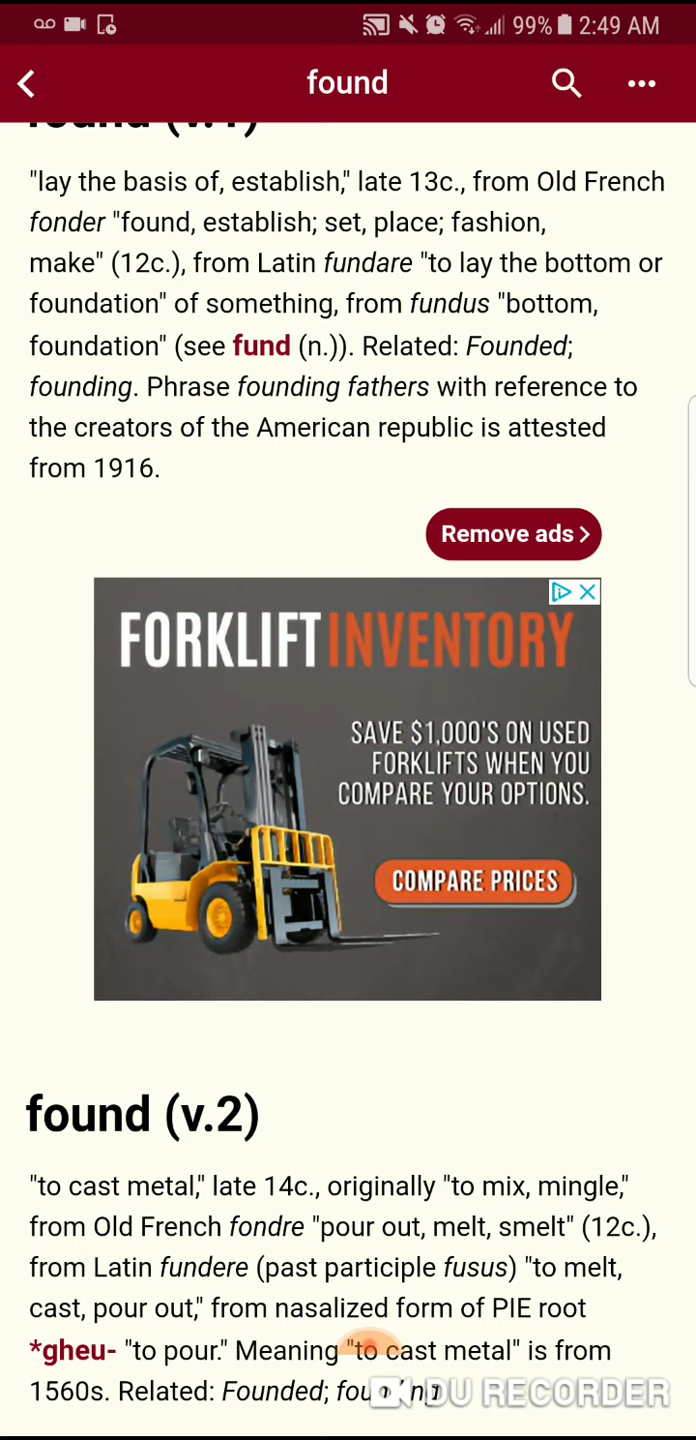 99% 2:49 AM
found
found (v.1)
"lay the basis of, establish," late 13c., from Old French
fonder "found, establish; set, place; fashion,
make" (12c.), from Latin fundare "to lay the bottom or
foundation" of something, from fundus "bottom,
foundation" (see fund (n.)). Related: Founded;
founding. Phrase founding fathers with reference to
the creators of the American republic is attested
from 1916.
Remove ads
FORKLIFT INVENTORY
SAVE $1,000'S ON USED
FORKLIFTS WHEN YOU
COMPARE YOUR OPTIONS.
COMPARE PRICES
found (v.2)
"to cast metal," late 14c., originally "to mix, mingle,"
from Old French fondre "pour out, melt, smelt" (12c.),
from Latin fundere (past participle fusus) "to melt,
cast, pour out," from nasalized form of PIE root
*gheu- "to pour." Meaning "to cast metal" is from
1560s. Related: Founded; founding
DU RECORDER